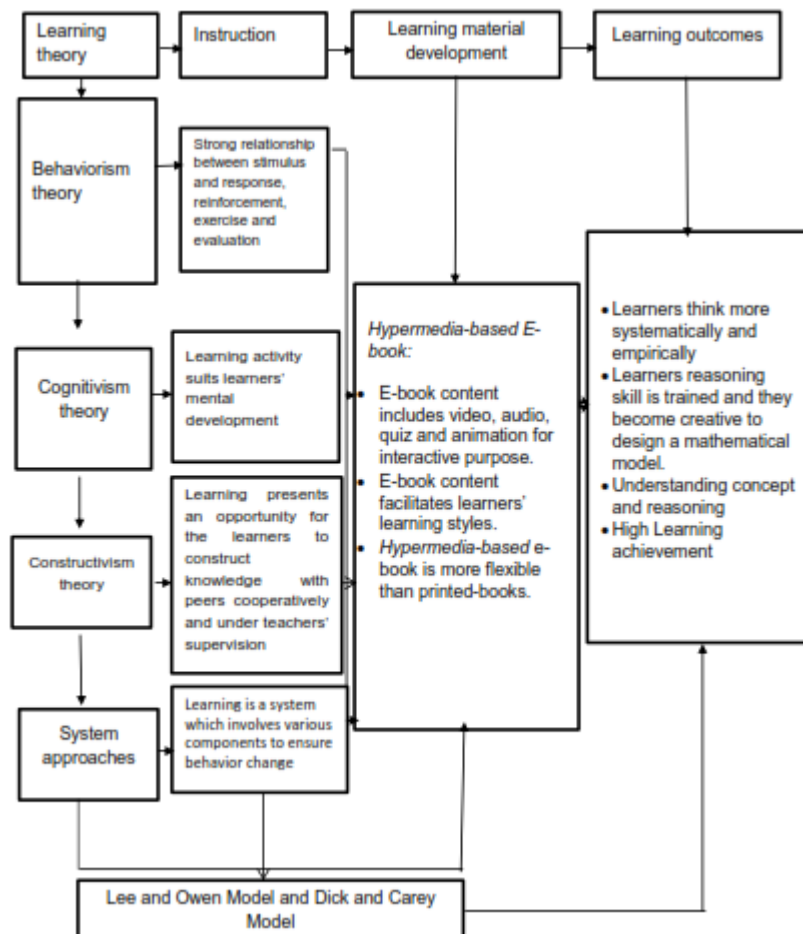 Learning
theory
Instruction
Learning material
development
Learning outcomes
Behaviorism
theory
Strong relationship
between stimulus
and response,
reinforcement,
exercise and
evaluation
Cognitivism
theory
Learning activity
suits learners'
mental
development
Constructivism
theory
Learning presents
an opportunity for
the learners to
construct
knowledge with
peers cooperatively
and under teachers'
supervision
System
approaches
Learning is a system
which involves various
components to ensure
behavior change
Hypermedia-based E-
book:
• E-book content
includes video, audio,
quiz and animation for
interactive purpose.
• E-book content
facilitates learners'
learning styles.
• Hypermedia-based e-
book is more flexible
than printed-books.
• Learners think more
systematically and
empirically
• Learners reasoning
skill is trained and they
become creative to
design a mathematical
model.
• Understanding concept
and reasoning
• High Learning
achievement
Lee and Owen Model and Dick and Carey
Model